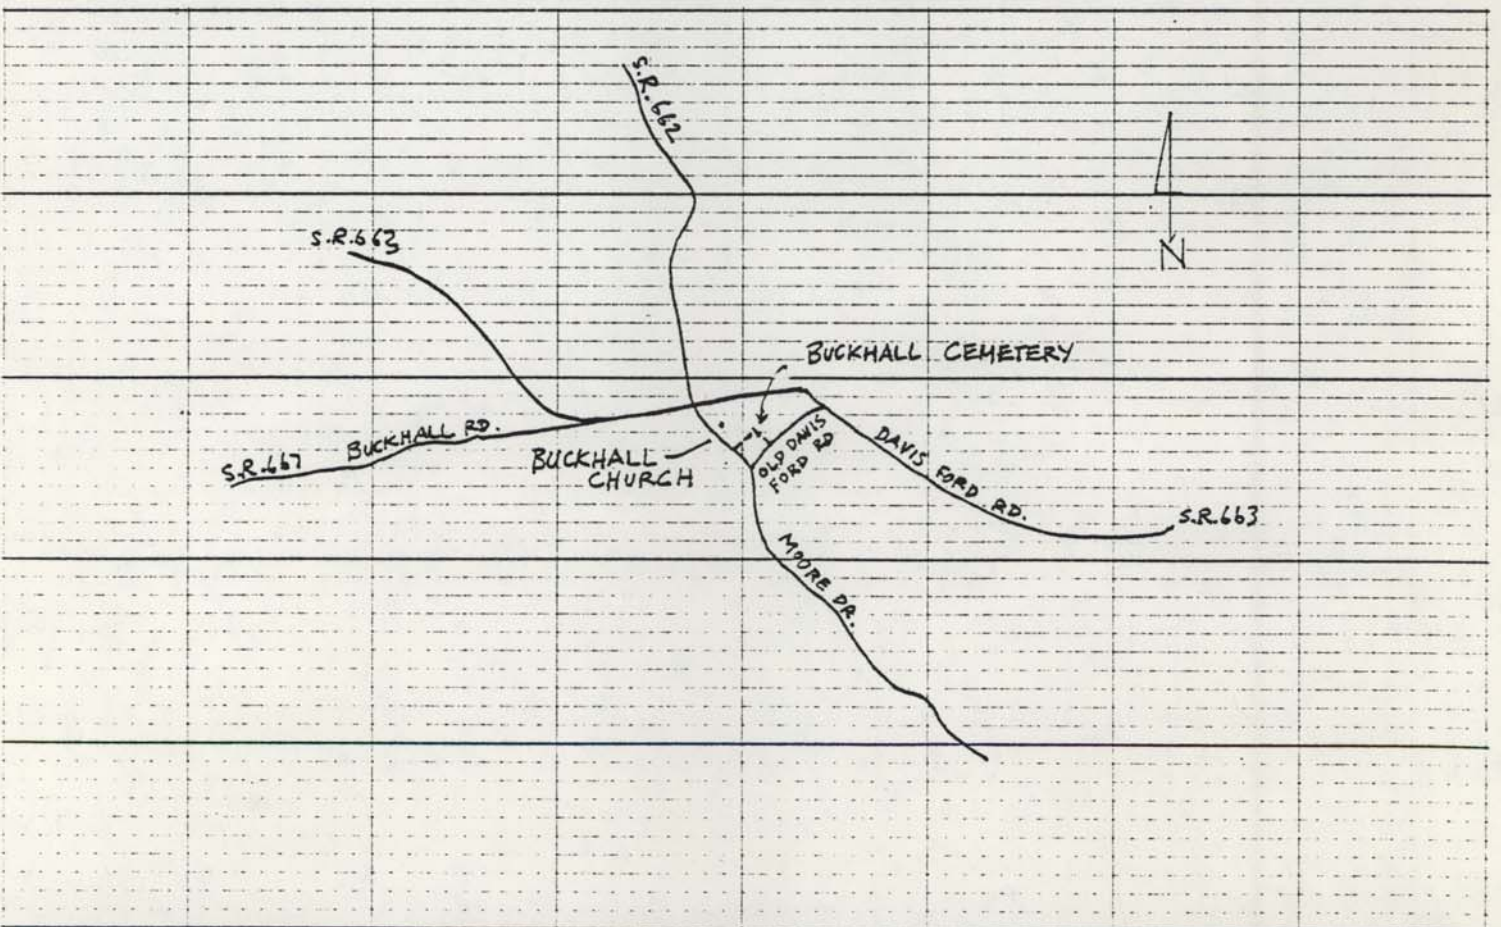 S.R.662
N
S.R.663
BUCKHALL CEMETERY
BUCKHALL RD.
S.R.667
BUCKHALL
CHURCH
OLD DAVIS
FORD RD
DAVIS FORD RD.
S.R.663
MOORE DR.